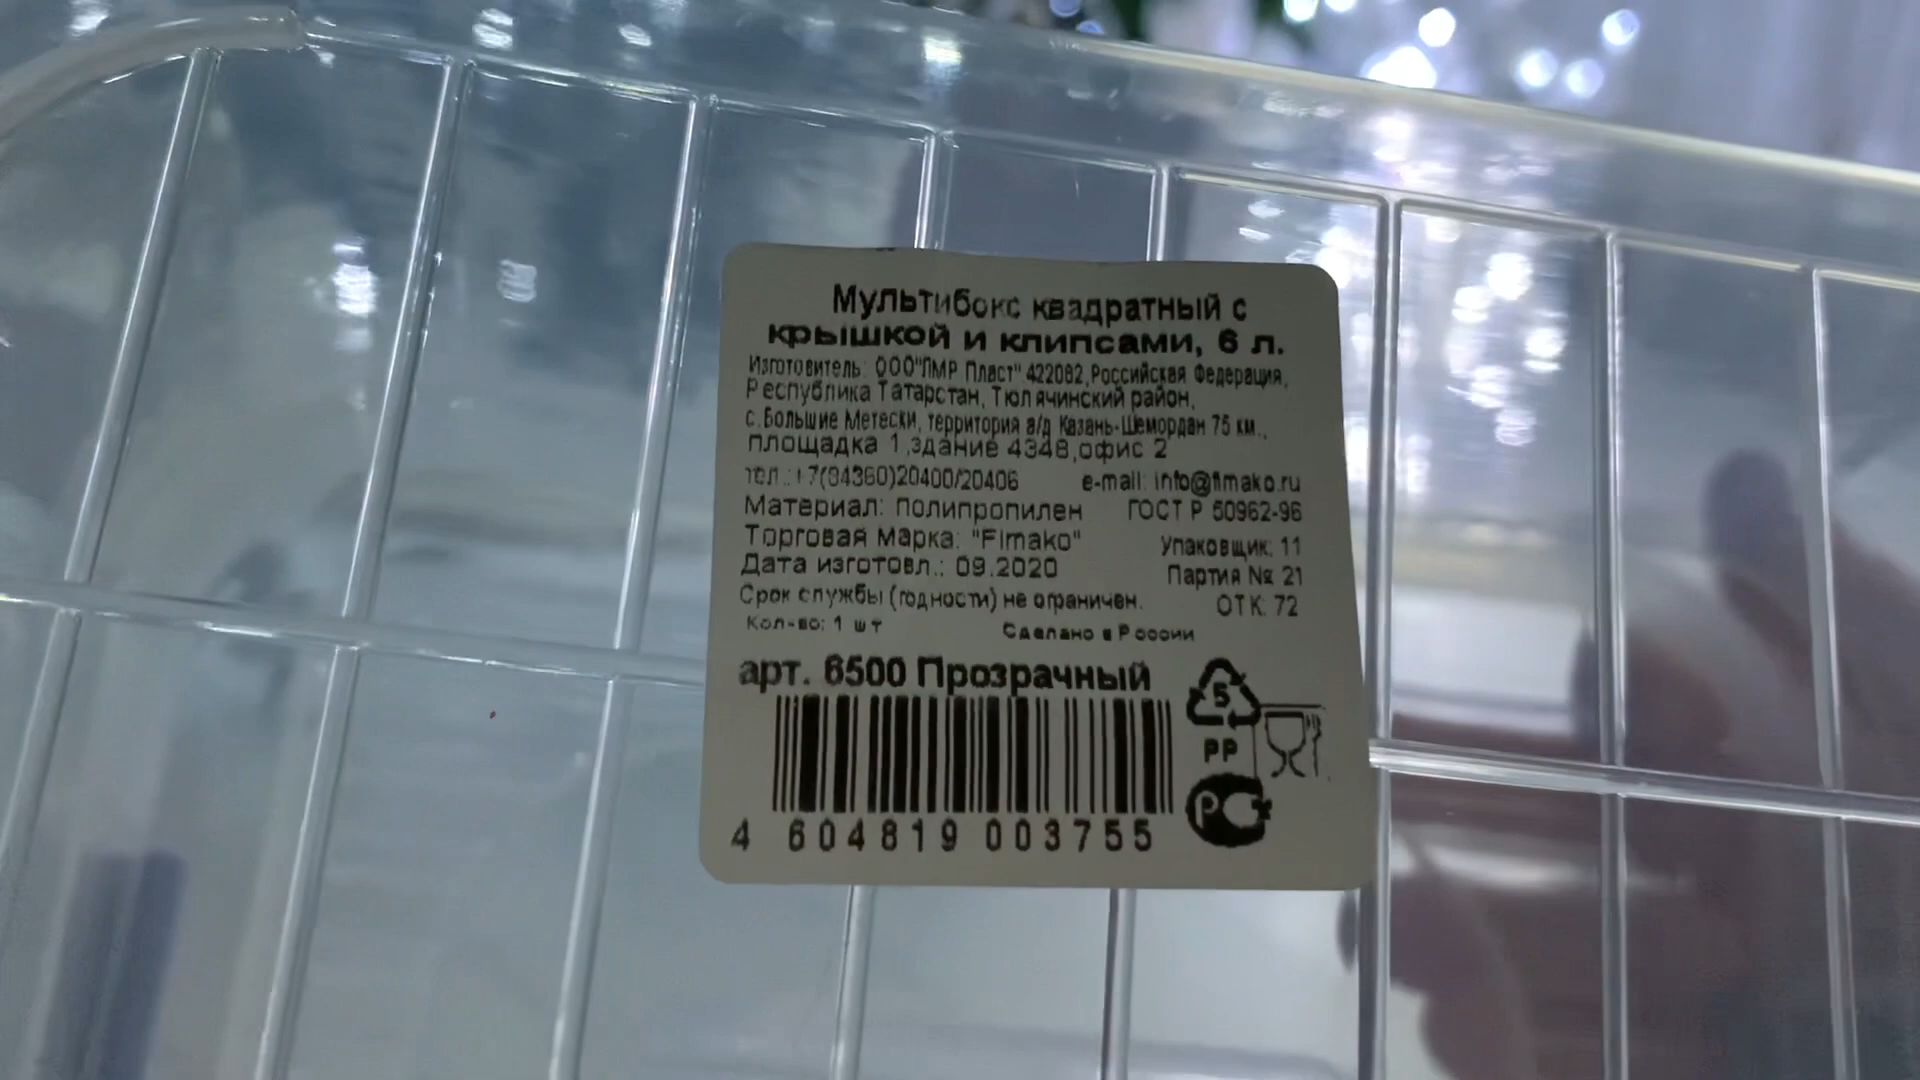 Мультибокс квадратный с
крышкой и клипсами, 6 л.
Изготовитель: ООО"ПМР Пласт" 422082,Российская Федерация,
Республика Татарстан, Тюлячинский район,
с.Большие Метески, территория а/д Казань-Шемордан 75 км.,
площадка 1,здание 4348,офис 2
тел.:+7(84360)20400/20406 e-mail: info@fimako.ru
Материал: полипропилен ГОСТ Р 50962-96
Торговая марка: "Fimako" Упаковщик: 11
Дата изготовл.: 09.2020 Партия № 21
Срок службы (годности) не ограничен. ОТК: 72
Кол-во: 1 шт Сделано в России
арт. 6500 Прозрачный
5
PP
4 604819 003755
РС